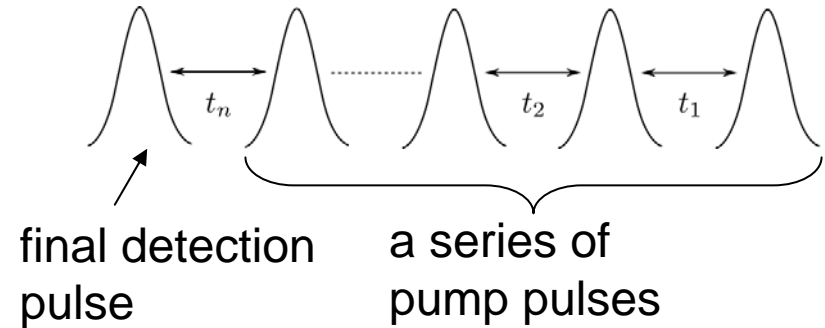 tₙ
t₂
t₁
final detection
pulse
a series of
pump pulses